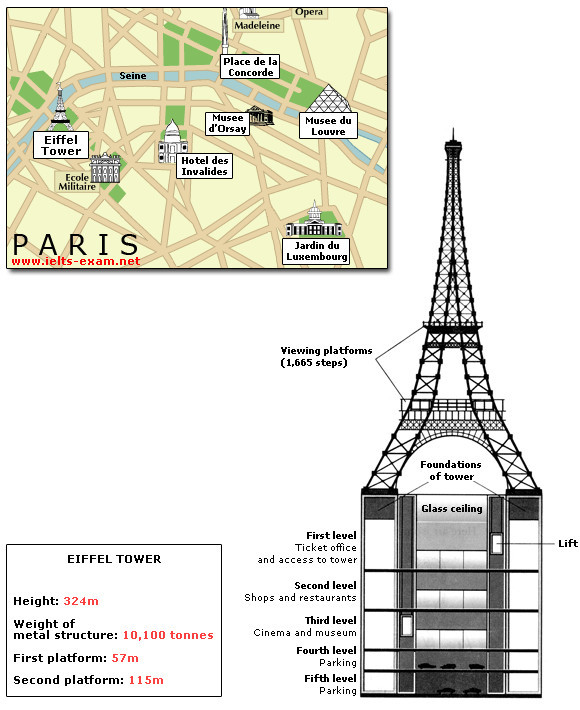 Opera
Madeleine
Place de la
Concorde
Seine
Musee
d'Orsay
Musee du
Louvre
Eiffel
Tower
Hotel des
Invalides
Ecole
Militaire
Jardin du
Luxembourg
PARIS
www.ielts-exam.net
Viewing platforms
(1,665 steps)
Foundations
of tower
Glass ceiling
First level
Ticket office
and access to tower
Lift
Second level
Shops and restaurants
Third level
Cinema and museum
Fourth level
Parking
Fifth level
Parking
EIFFEL TOWER
Height: 324m
Weight of
metal structure: 10,100 tonnes
First platform: 57m
Second platform: 115m